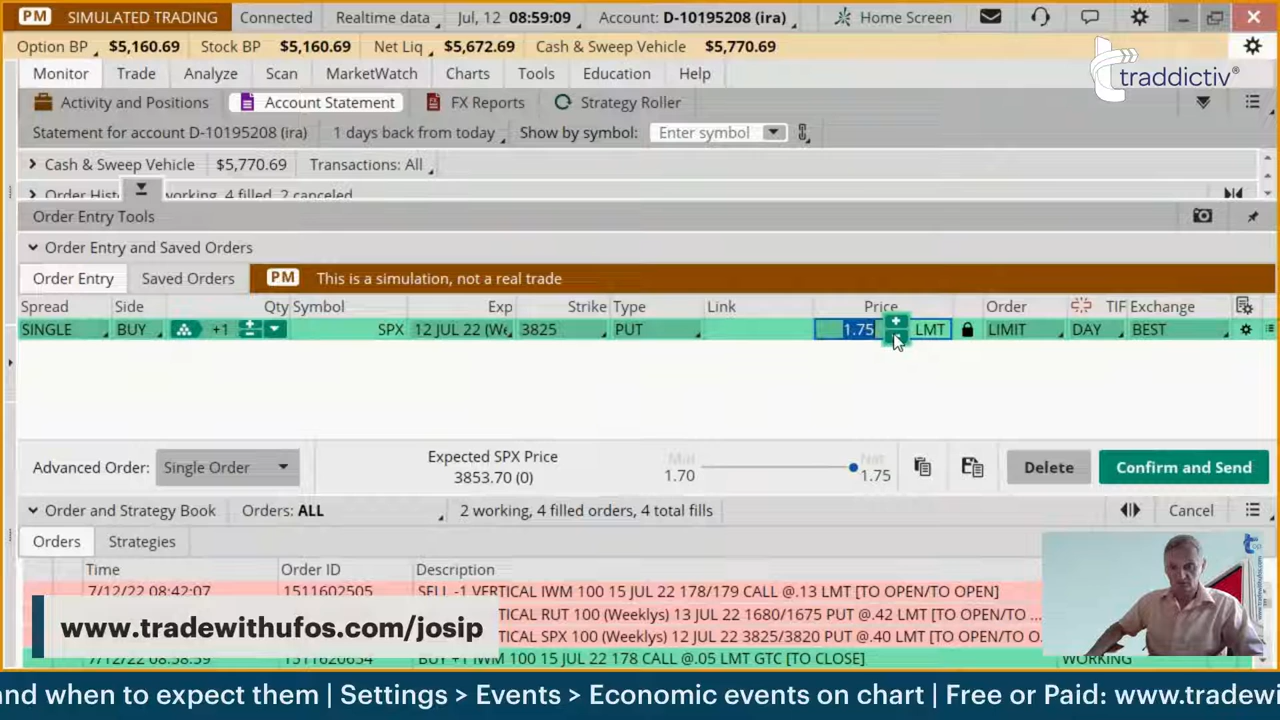 PM SIMULATED TRADING Connected Realtime data Jul, 12 08:59:09 Account: D-10195208 (ira) Home Screen
Option BP $5,160.69 Stock BP $5,160.69 Net Liq $5,672.69 Cash & Sweep Vehicle $5,770.69
Monitor Trade Analyze Scan MarketWatch Charts Tools Education Help
traddictiv®
Activity and Positions Account Statement FX Reports Strategy Roller
Statement for account D-10195208 (ira) 1 days back from today Show by symbol: Enter symbol
Cash & Sweep Vehicle $5,770.69 Transactions: All
Order Hist working, 4 filled, 2 canceled
Order Entry Tools
Order Entry and Saved Orders
Order Entry Saved Orders PM This is a simulation, not a real trade
Spread Side Qty Symbol Exp Strike Type Link Price Order TIF Exchange
SINGLE BUY +1 SPX 12 JUL 22 (We 3825 PUT 1.75 LMT LIMIT DAY BEST
Advanced Order: Single Order Expected SPX Price Mid Nat Delete Confirm and Send
3853.70 (0) 1.70 1.75
Order and Strategy Book Orders: ALL 2 working, 4 filled orders, 4 total fills Cancel
Orders Strategies
Time Order ID Description
7/12/22 08:42:07 1511602505 SELL -1 VERTICAL IWM 100 15 JUL 22 178/179 CALL @.13 LMT [TO OPEN/TO OPEN]
TICAL RUT 100 (Weeklys) 13 JUL 22 1680/1675 PUT @.42 LMT [TO OPEN/TO ...
TICAL SPX 100 (Weeklys) 12 JUL 22 3825/3820 PUT @.40 LMT [TO OPEN/TO O...
7/12/22 08:58:59 1511620634 BUY +1 IWM 100 15 JUL 22 178 CALL @.05 LMT GTC [TO CLOSE] WORKING
www.tradewithufos.com/josip
and when to expect them | Settings > Events > Economic events on chart | Free or Paid: www.tradewi